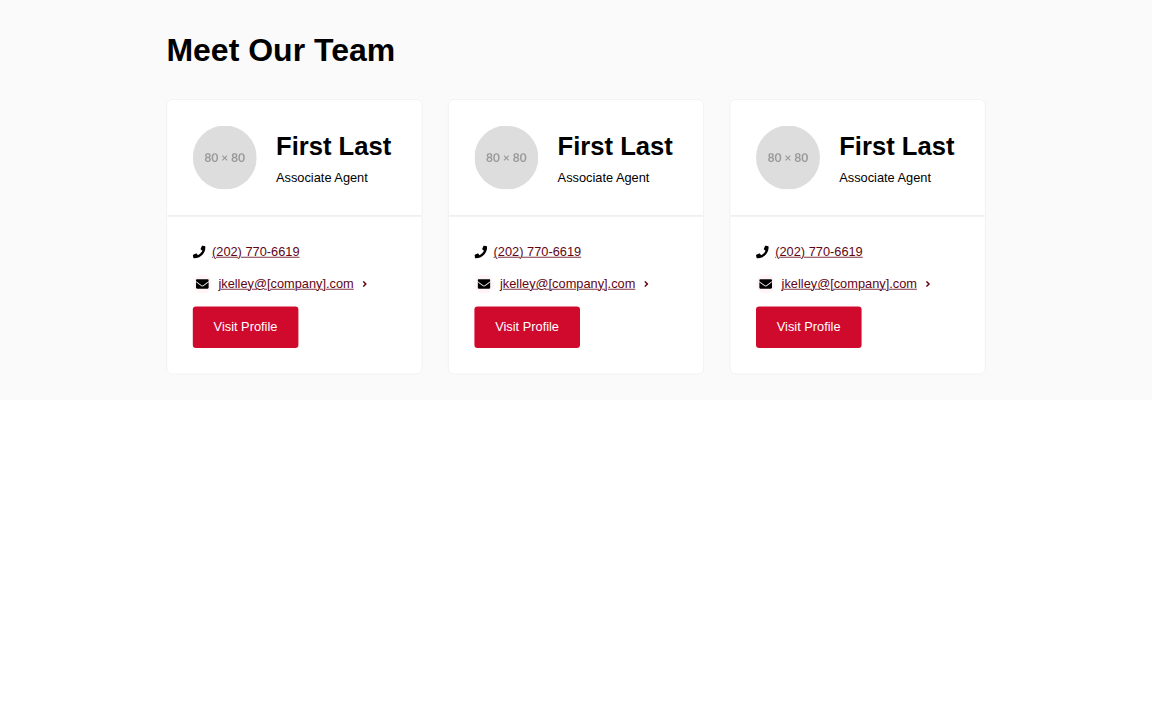 Meet Our Team
80 × 80
First Last
Associate Agent
(202) 770-6619
jkelley@[company].com
Visit Profile
80 × 80
First Last
Associate Agent
(202) 770-6619
jkelley@[company].com
Visit Profile
80 × 80
First Last
Associate Agent
(202) 770-6619
jkelley@[company].com
Visit Profile